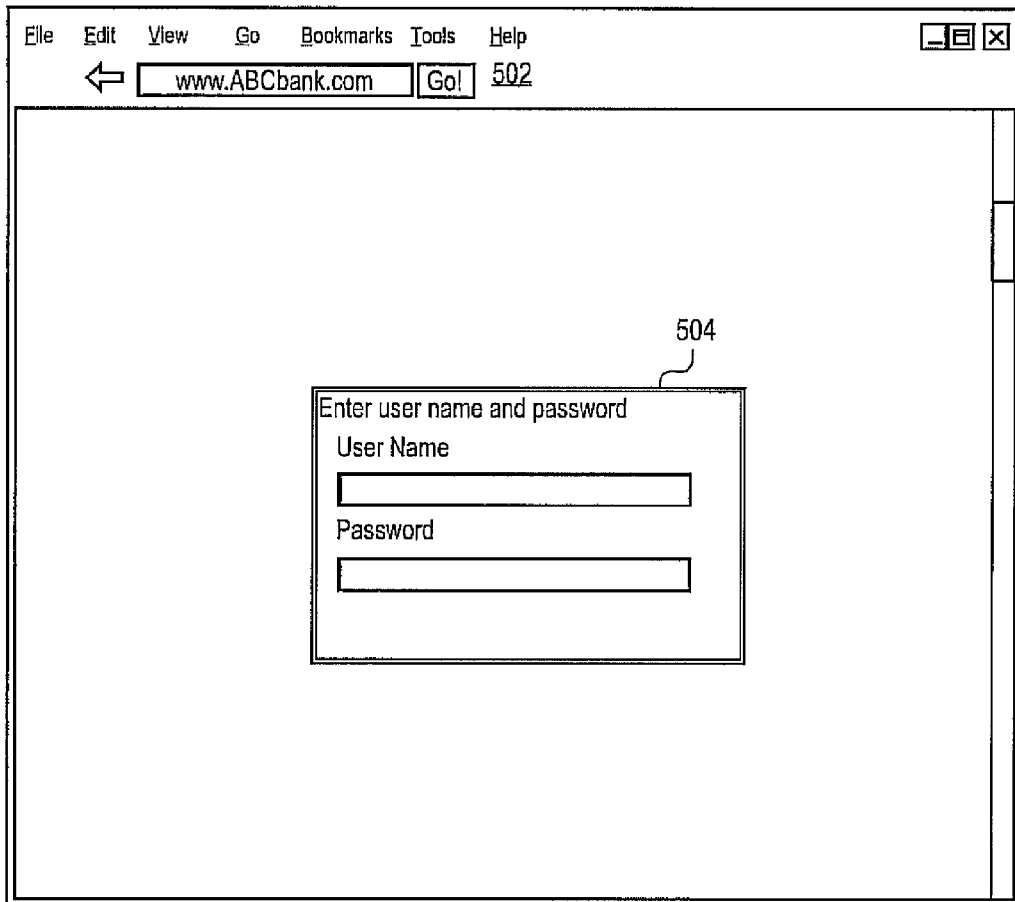 File Edit View Go Bookmarks Tools Help
www.ABCbank.com Go! 502
504
Enter user name and password
User Name
Password